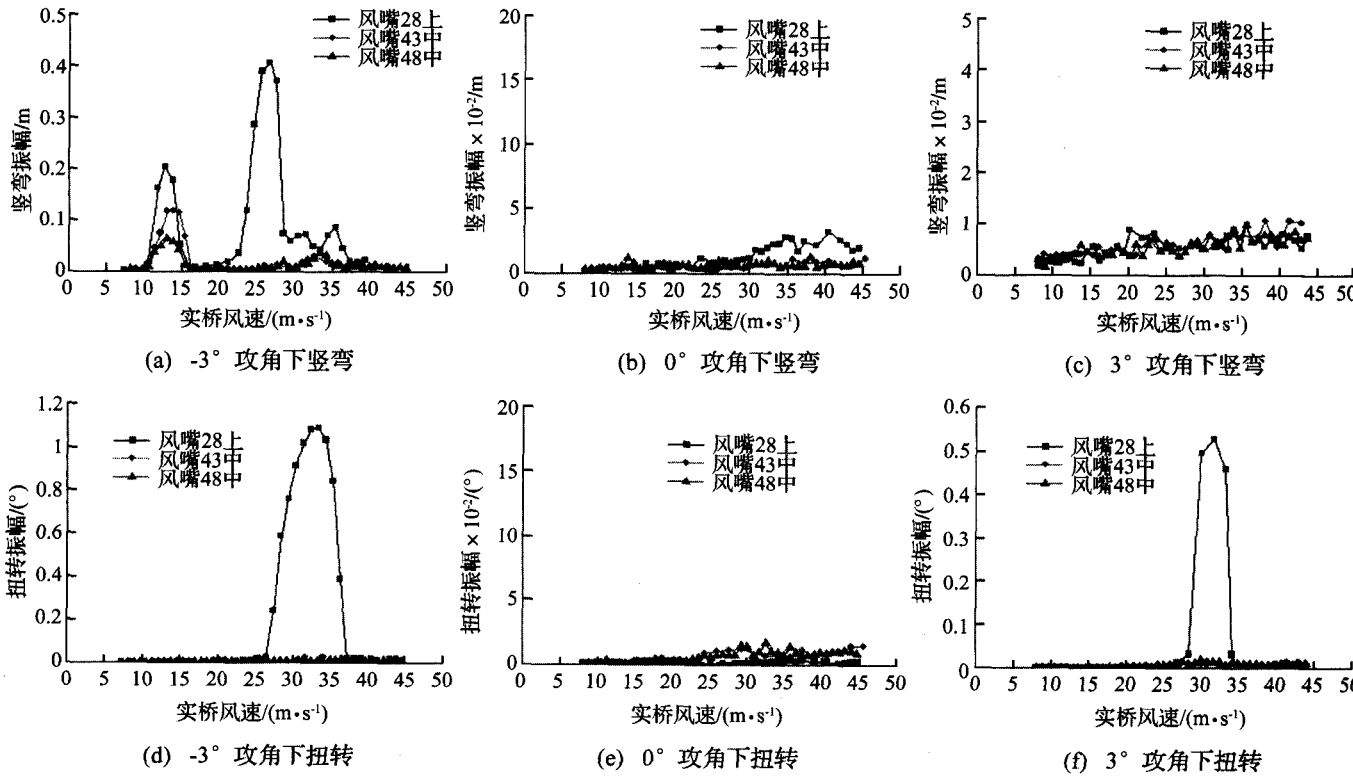 0.5
0.4
0.3
0.2
0.1
0
竖弯振幅/m
风嘴28上
风嘴43中
风嘴48中
0 5 10 15 20 25 30 35 40 45 50
实桥风速/(m·s⁻¹)
(a) -3° 攻角下竖弯
20
15
10
5
0
竖弯振幅×10⁻²/m
风嘴28上
风嘴43中
风嘴48中
0 5 10 15 20 25 30 35 40 45 50
实桥风速/(m·s⁻¹)
(b) 0° 攻角下竖弯
5
4
3
2
1
0
竖弯振幅×10⁻²/m
风嘴28上
风嘴43中
风嘴48中
0 5 10 15 20 25 30 35 40 45 50
实桥风速/(m·s⁻¹)
(c) 3° 攻角下竖弯
1.2
1
0.8
0.6
0.4
0.2
0
扭转振幅/(°)
风嘴28上
风嘴43中
风嘴48中
0 5 10 15 20 25 30 35 40 45 50
实桥风速/(m·s⁻¹)
(d) -3° 攻角下扭转
20
15
10
5
0
扭转振幅×10⁻²/(°)
风嘴28上
风嘴43中
风嘴48中
0 5 10 15 20 25 30 35 40 45 50
实桥风速/(m·s⁻¹)
(e) 0° 攻角下扭转
0.6
0.5
0.4
0.3
0.2
0.1
0
扭转振幅/(°)
风嘴28上
风嘴43中
风嘴48中
0 5 10 15 20 25 30 35 40 45 50
实桥风速/(m·s⁻¹)
(f) 3° 攻角下扭转